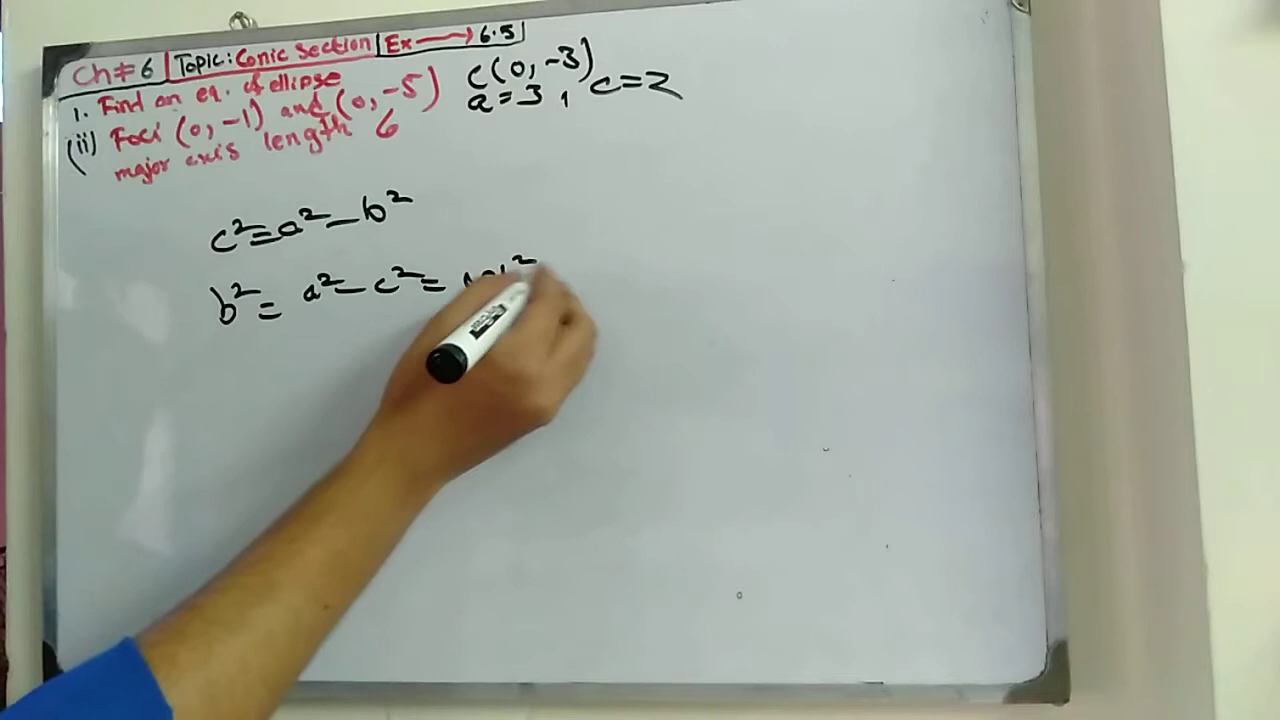 Ch#6 | Topic: Conic Section | Ex → 6.5
1. Find an eq. of ellipse
(ii) Foci (0, -1) and (0, -5)
major axis length 6
C(0, -3)
a = 3, c = 2
c² = a² - b²
b² = a² - c² =